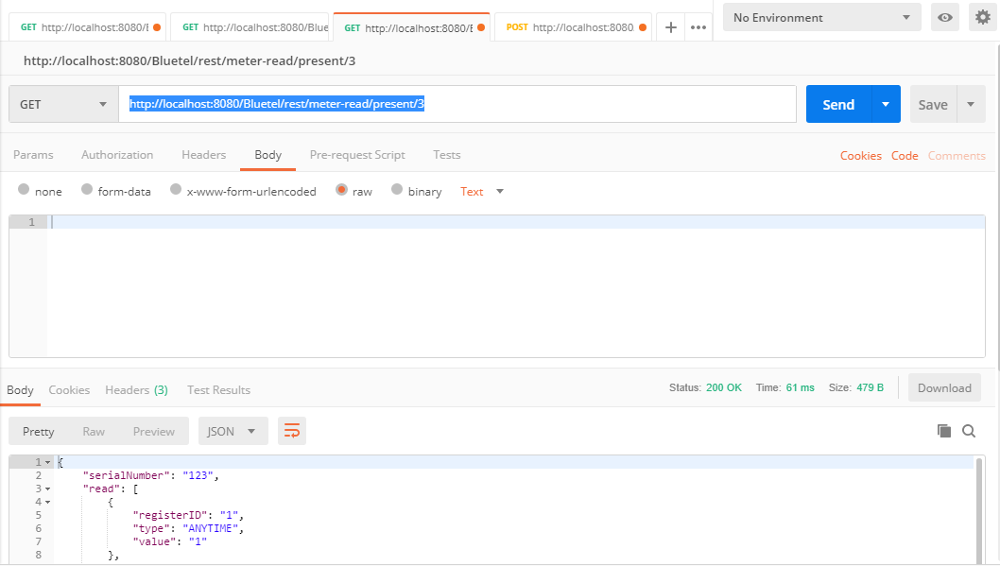 GET http://localhost:8080/E GET http://localhost:8080/Blue GET http://localhost:8080/E POST http://localhost:8080 + ••• No Environment
http://localhost:8080/Bluetel/rest/meter-read/present/3
GET http://localhost:8080/Bluetel/rest/meter-read/present/3 Send Save
Params Authorization Headers Body Pre-request Script Tests Cookies Code Comments
none form-data x-www-form-urlencoded raw binary Text
1
Body Cookies Headers (3) Test Results Status: 200 OK Time: 61 ms Size: 479 B Download
Pretty Raw Preview JSON
1 {
2 "serialNumber": "123",
3 "read": [
4 {
5 "registerID": "1",
6 "type": "ANYTIME",
7 "value": "1"
8 },